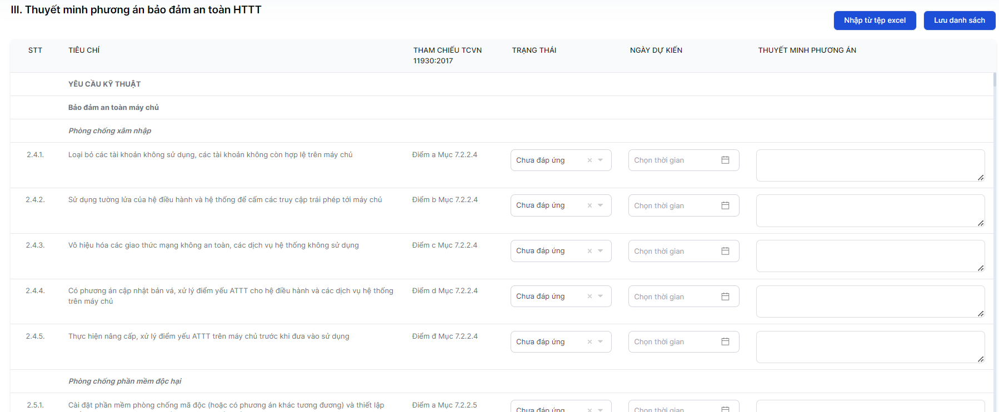 III. Thuyết minh phương án bảo đảm an toàn HTTT
Nhập từ tệp excel
Lưu danh sách
STT TIÊU CHÍ THAM CHIẾU TCVN 11930:2017 TRẠNG THÁI NGÀY DỰ KIẾN THUYẾT MINH PHƯƠNG ÁN
YÊU CẦU KỸ THUẬT
Bảo đảm an toàn máy chủ
Phòng chống xâm nhập
2.4.1. Loại bỏ các tài khoản không sử dụng, các tài khoản không còn hợp lệ trên máy chủ Điểm a Mục 7.2.2.4 Chưa đáp ứng Chọn thời gian
2.4.2. Sử dụng tường lửa của hệ điều hành và hệ thống để cấm các truy cập trái phép tới máy chủ Điểm b Mục 7.2.2.4 Chưa đáp ứng Chọn thời gian
2.4.3. Vô hiệu hóa các giao thức mạng không an toàn, các dịch vụ hệ thống không sử dụng Điểm c Mục 7.2.2.4 Chưa đáp ứng Chọn thời gian
2.4.4. Có phương án cập nhật bản vá, xử lý điểm yếu ATTT cho hệ điều hành và các dịch vụ hệ thống
trên máy chủ Điểm d Mục 7.2.2.4 Chưa đáp ứng Chọn thời gian
2.4.5. Thực hiện nâng cấp, xử lý điểm yếu ATTT trên máy chủ trước khi đưa vào sử dụng Điểm đ Mục 7.2.2.4 Chưa đáp ứng Chọn thời gian
Phòng chống phần mềm độc hại
2.5.1. Cài đặt phần mềm phòng chống mã độc (hoặc có phương án khác tương đương) và thiết lập Điểm a Mục 7.2.2.5 Chưa đáp ứng Chọn thời gian